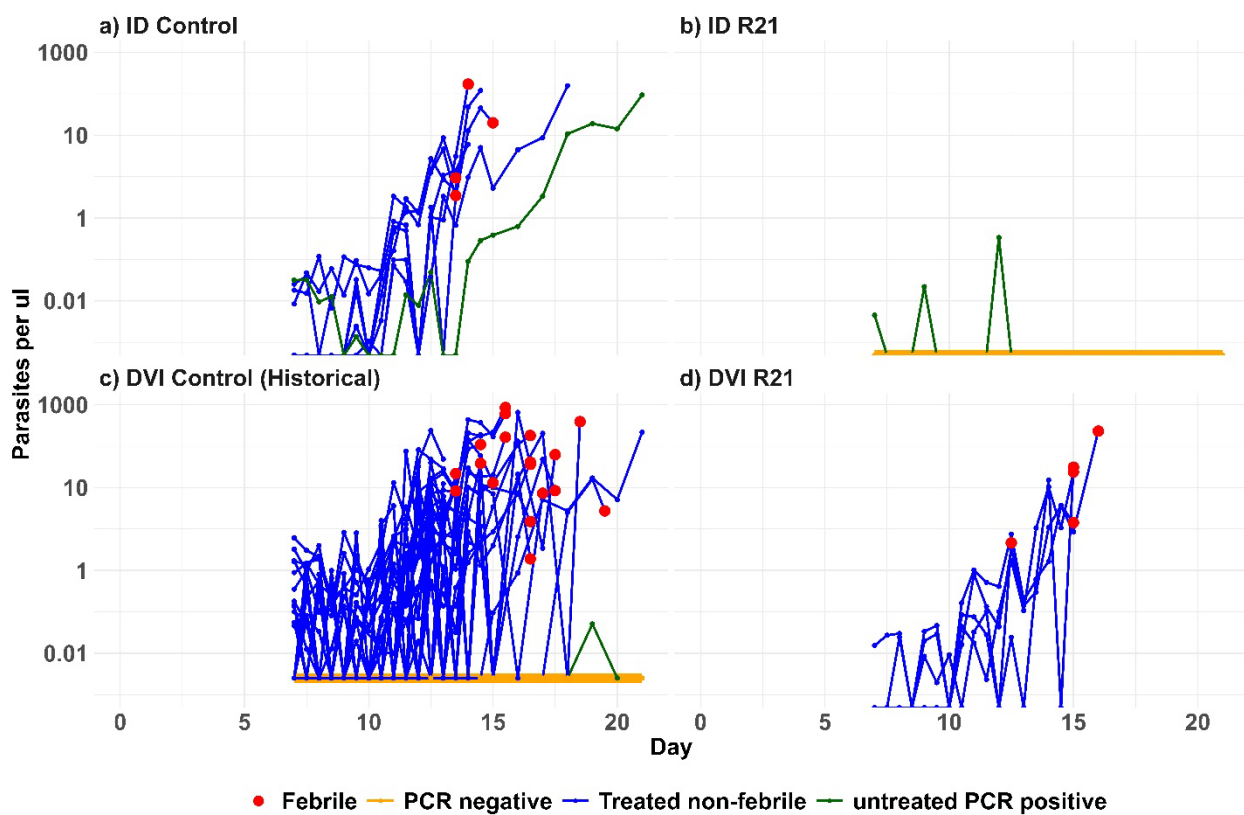 a) ID Control
b) ID R21
1000
10
1
0.01
c) DVI Control (Historical)
d) DVI R21
1000
10
1
0.01
Parasites per ul
0 5 10 15 20 0 5 10 15 20
Day
Febrile PCR negative Treated non-febrile untreated PCR positive